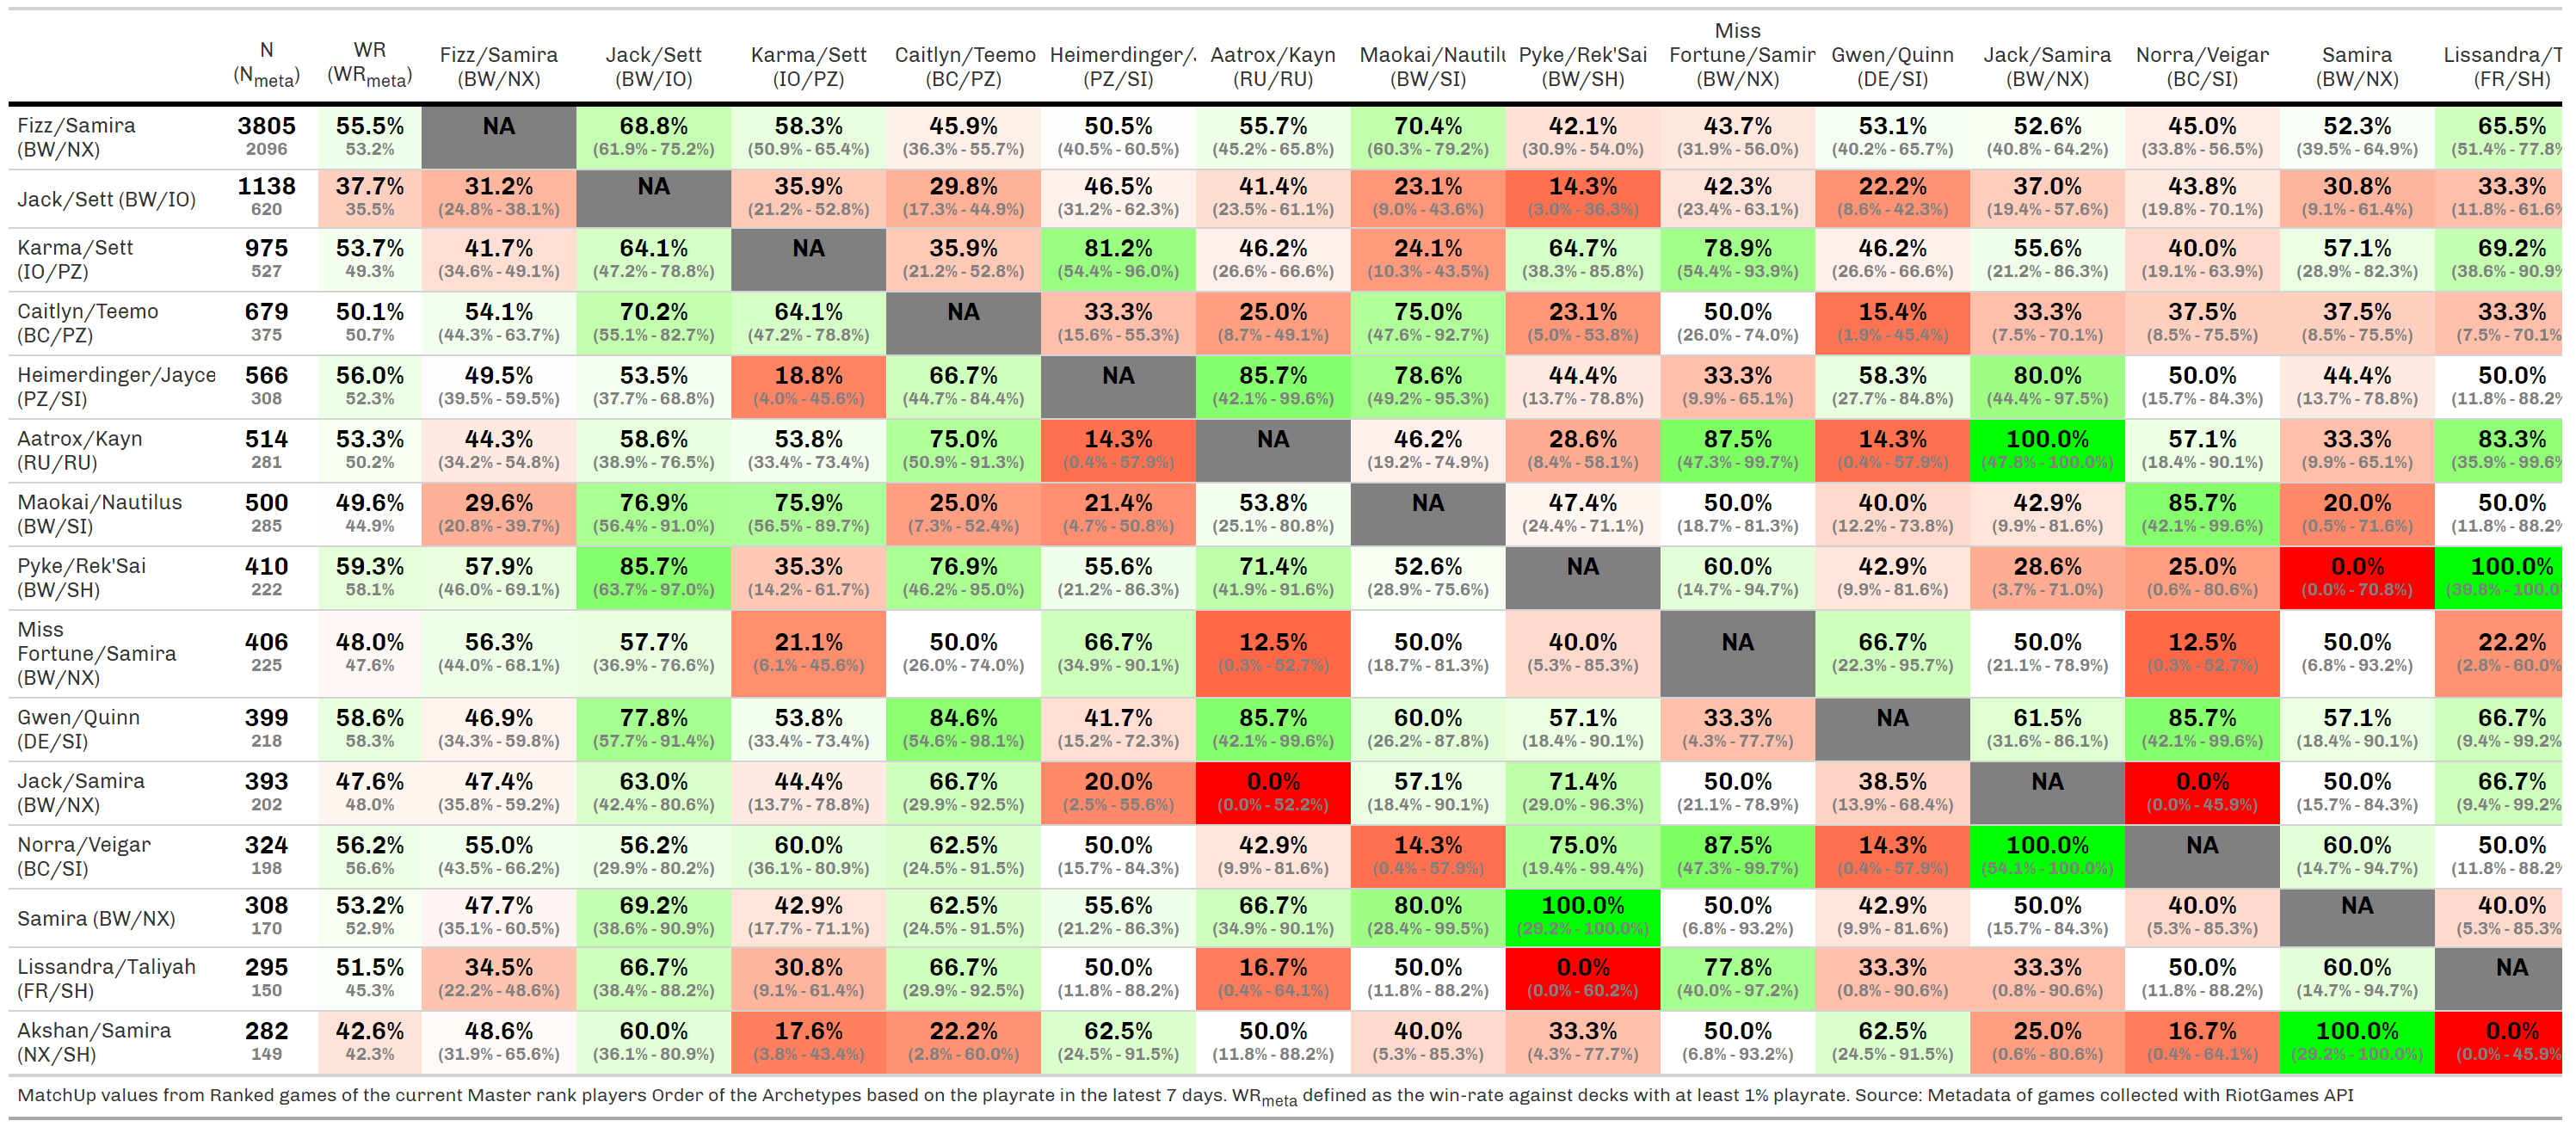 N WR Fizz/Samira Jack/Sett Karma/Sett Caitlyn/Teemo Heimerdinger/J Aatrox/Kayn Maokai/Nautilu Pyke/Rek'Sai Miss Fortune/Samir Gwen/Quinn Jack/Samira Norra/Veigar Samira Lissandra/T
(Nmeta) (WRmeta) (BW/NX) (BW/IO) (IO/PZ) (BC/PZ) (PZ/SI) (RU/RU) (BW/SI) (BW/SH) (BW/NX) (DE/SI) (BW/NX) (BC/SI) (BW/NX) (FR/SH)
Fizz/Samira 3805 55.5% NA 68.8% 58.3% 45.9% 50.5% 55.7% 70.4% 42.1% 43.7% 53.1% 52.6% 45.0% 52.3% 65.5%
(BW/NX) 2096 53.2% (61.9% - 75.2%) (50.9% - 65.4%) (36.3% - 55.7%) (40.5% - 60.5%) (45.2% - 65.8%) (60.3% - 79.2%) (30.9% - 54.0%) (31.9% - 56.0%) (40.2% - 65.7%) (40.8% - 64.2%) (33.8% - 56.5%) (39.5% - 64.9%) (51.4% - 77.8%
Jack/Sett (BW/IO) 1138 37.7% 31.2% NA 35.9% 29.8% 46.5% 41.4% 23.1% 14.3% 42.3% 22.2% 37.0% 43.8% 30.8% 33.3%
620 35.5% (24.8% - 38.1%) (21.2% - 52.8%) (17.3% - 44.9%) (31.2% - 62.3%) (23.5% - 61.1%) (9.0% - 43.6%) (3.0% - 36.3%) (23.4% - 63.1%) (8.6% - 42.3%) (19.4% - 57.6%) (19.8% - 70.1%) (9.1% - 61.4%) (11.8% - 61.6%
Karma/Sett 975 53.7% 41.7% 64.1% NA 35.9% 81.2% 46.2% 24.1% 64.7% 78.9% 46.2% 55.6% 40.0% 57.1% 69.2%
(IO/PZ) 527 49.3% (34.6% - 49.1%) (47.2% - 78.8%) (21.2% - 52.8%) (54.4% - 96.0%) (26.6% - 66.6%) (10.3% - 43.5%) (38.3% - 85.8%) (54.4% - 93.9%) (26.6% - 66.6%) (21.2% - 86.3%) (19.1% - 63.9%) (28.9% - 82.3%) (38.6% - 90.9%
Caitlyn/Teemo 679 50.1% 54.1% 70.2% 64.1% NA 33.3% 25.0% 75.0% 23.1% 50.0% 15.4% 33.3% 37.5% 37.5% 33.3%
(BC/PZ) 375 50.7% (44.3% - 63.7%) (55.1% - 82.7%) (47.2% - 78.8%) (15.6% - 55.3%) (8.7% - 49.1%) (47.6% - 92.7%) (5.0% - 53.8%) (26.0% - 74.0%) (1.9% - 45.4%) (7.5% - 70.1%) (8.5% - 75.5%) (8.5% - 75.5%) (7.5% - 70.1%
Heimerdinger/Jayce 566 56.0% 49.5% 53.5% 18.8% 66.7% NA 85.7% 78.6% 44.4% 33.3% 58.3% 80.0% 50.0% 44.4% 50.0%
(PZ/SI) 308 52.3% (39.5% - 59.5%) (37.7% - 68.8%) (4.0% - 45.6%) (44.7% - 84.4%) (42.1% - 99.6%) (49.2% - 95.3%) (13.7% - 78.8%) (9.9% - 65.1%) (27.7% - 84.8%) (44.4% - 97.5%) (15.7% - 84.3%) (13.7% - 78.8%) (11.8% - 88.2%
Aatrox/Kayn 514 53.3% 44.3% 58.6% 53.8% 75.0% 14.3% NA 46.2% 28.6% 87.5% 14.3% 100.0% 57.1% 33.3% 83.3%
(RU/RU) 281 50.2% (34.2% - 54.8%) (38.9% - 76.5%) (33.4% - 73.4%) (50.9% - 91.3%) (0.4% - 57.9%) (19.2% - 74.9%) (8.4% - 58.1%) (47.3% - 99.7%) (0.4% - 57.9%) (47.8% - 100.0%) (18.4% - 90.1%) (9.9% - 65.1%) (35.9% - 99.6%
Maokai/Nautilus 500 49.6% 29.6% 76.9% 75.9% 25.0% 21.4% 53.8% NA 47.4% 50.0% 40.0% 42.9% 85.7% 20.0% 50.0%
(BW/SI) 285 44.9% (20.8% - 39.7%) (56.4% - 91.0%) (56.5% - 89.7%) (7.3% - 52.4%) (4.7% - 50.8%) (25.1% - 80.8%) (24.4% - 71.1%) (18.7% - 81.3%) (12.2% - 73.8%) (9.9% - 81.6%) (42.1% - 99.6%) (0.5% - 71.6%) (11.8% - 88.2%
Pyke/Rek'Sai 410 59.3% 57.9% 85.7% 35.3% 76.9% 55.6% 71.4% 52.6% NA 60.0% 42.9% 28.6% 25.0% 0.0% 100.0%
(BW/SH) 222 58.1% (46.0% - 69.1%) (63.7% - 97.0%) (14.2% - 61.7%) (46.2% - 95.0%) (21.2% - 86.3%) (41.9% - 91.6%) (28.9% - 75.6%) (14.7% - 94.7%) (9.9% - 81.6%) (3.7% - 71.0%) (0.6% - 80.6%) (0.0% - 70.8%) (39.8% - 100.0
Miss
Fortune/Samira 406 48.0% 56.3% 57.7% 21.1% 50.0% 66.7% 12.5% 50.0% 40.0% NA 66.7% 50.0% 12.5% 50.0% 22.2%
(BW/NX) 225 47.6% (44.0% - 68.1%) (36.9% - 76.6%) (6.1% - 45.6%) (26.0% - 74.0%) (34.9% - 90.1%) (0.3% - 52.7%) (18.7% - 81.3%) (5.3% - 85.3%) (22.3% - 95.7%) (21.1% - 78.9%) (0.3% - 52.7%) (6.8% - 93.2%) (2.8% - 60.0%
Gwen/Quinn 399 58.6% 46.9% 77.8% 53.8% 84.6% 41.7% 85.7% 60.0% 57.1% 33.3% NA 61.5% 85.7% 57.1% 66.7%
(DE/SI) 218 58.3% (34.3% - 59.8%) (57.7% - 91.4%) (33.4% - 73.4%) (54.6% - 98.1%) (15.2% - 72.3%) (42.1% - 99.6%) (26.2% - 87.8%) (18.4% - 90.1%) (4.3% - 77.7%) (31.6% - 86.1%) (42.1% - 99.6%) (18.4% - 90.1%) (9.4% - 99.2%
Jack/Samira 393 47.6% 47.4% 63.0% 44.4% 66.7% 20.0% 0.0% 57.1% 71.4% 50.0% 38.5% NA 0.0% 50.0% 66.7%
(BW/NX) 202 48.0% (35.8% - 59.2%) (42.4% - 80.6%) (13.7% - 78.8%) (29.9% - 92.5%) (2.5% - 55.6%) (0.0% - 52.2%) (18.4% - 90.1%) (29.0% - 96.3%) (21.1% - 78.9%) (13.9% - 68.4%) (0.0% - 45.9%) (15.7% - 84.3%) (9.4% - 99.2%
Norra/Veigar 324 56.2% 55.0% 56.2% 60.0% 62.5% 50.0% 42.9% 14.3% 75.0% 87.5% 14.3% 100.0% NA 60.0% 50.0%
(BC/SI) 198 56.6% (43.5% - 66.2%) (29.9% - 80.2%) (36.1% - 80.9%) (24.5% - 91.5%) (15.7% - 84.3%) (9.9% - 81.6%) (0.4% - 57.9%) (19.4% - 99.4%) (47.3% - 99.7%) (0.4% - 57.9%) (54.1% - 100.0%) (14.7% - 94.7%) (11.8% - 88.2%
Samira (BW/NX) 308 53.2% 47.7% 69.2% 42.9% 62.5% 55.6% 66.7% 80.0% 100.0% 50.0% 42.9% 50.0% 40.0% NA 40.0%
170 52.9% (35.1% - 60.5%) (38.6% - 90.9%) (17.7% - 71.1%) (24.5% - 91.5%) (21.2% - 86.3%) (34.9% - 90.1%) (28.4% - 99.5%) (29.2% - 100.0%) (6.8% - 93.2%) (9.9% - 81.6%) (15.7% - 84.3%) (5.3% - 85.3%) (5.3% - 85.3%
Lissandra/Taliyah 295 51.5% 34.5% 66.7% 30.8% 66.7% 50.0% 16.7% 50.0% 0.0% 77.8% 33.3% 33.3% 50.0% 60.0% NA
(FR/SH) 150 45.3% (22.2% - 48.6%) (38.4% - 88.2%) (9.1% - 61.4%) (29.9% - 92.5%) (11.8% - 88.2%) (0.4% - 64.1%) (11.8% - 88.2%) (0.0% - 60.2%) (40.0% - 97.2%) (0.8% - 90.6%) (0.8% - 90.6%) (11.8% - 88.2%) (14.7% - 94.7%)
Akshan/Samira 282 42.6% 48.6% 60.0% 17.6% 22.2% 62.5% 50.0% 40.0% 33.3% 50.0% 62.5% 25.0% 16.7% 100.0% 0.0%
(NX/SH) 149 42.3% (31.9% - 65.6%) (36.1% - 80.9%) (3.8% - 43.4%) (2.8% - 60.0%) (24.5% - 91.5%) (11.8% - 88.2%) (5.3% - 85.3%) (4.3% - 77.7%) (6.8% - 93.2%) (24.5% - 91.5%) (0.6% - 80.6%) (0.4% - 64.1%) (29.2% - 100.0%) (0.0% - 45.9%
MatchUp values from Ranked games of the current Master rank players Order of the Archetypes based on the playrate in the latest 7 days. WRmeta defined as the win-rate against decks with at least 1% playrate. Source: Metadata of games collected with RiotGames API